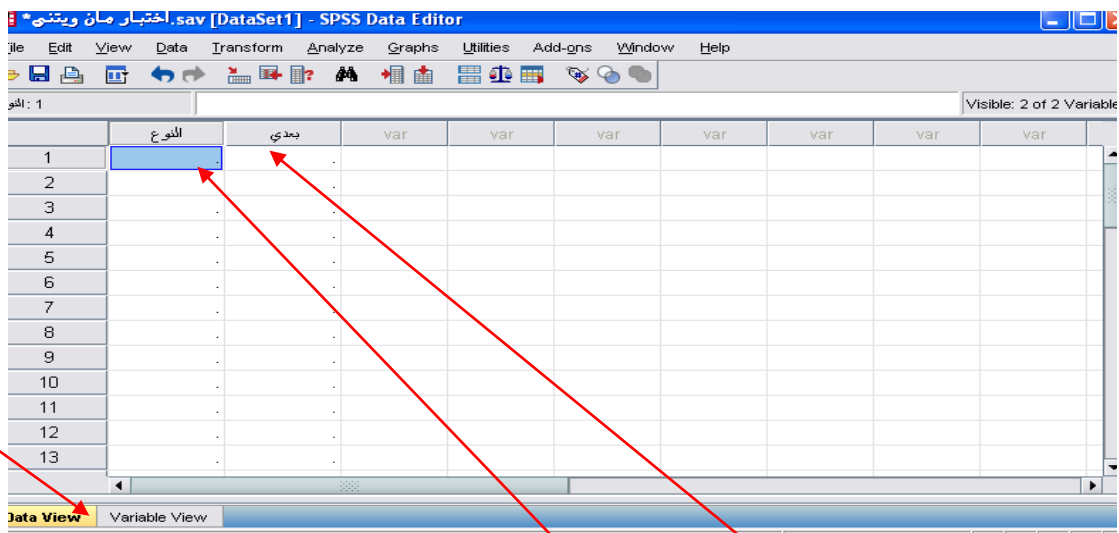 *اختبار مان ويتني.sav [DataSet1] - SPSS Data Editor
File Edit View Data Transform Analyze Graphs Utilities Add-ons Window Help
1 : النو Visible: 2 of 2 Variable
النوع بعدي var var var var var var var
1 . .
2 .
3 . .
4 . .
5 . .
6 . .
7 . .
8 . .
9 . .
10 . .
11 . .
12 . .
13 . .
Data View Variable View